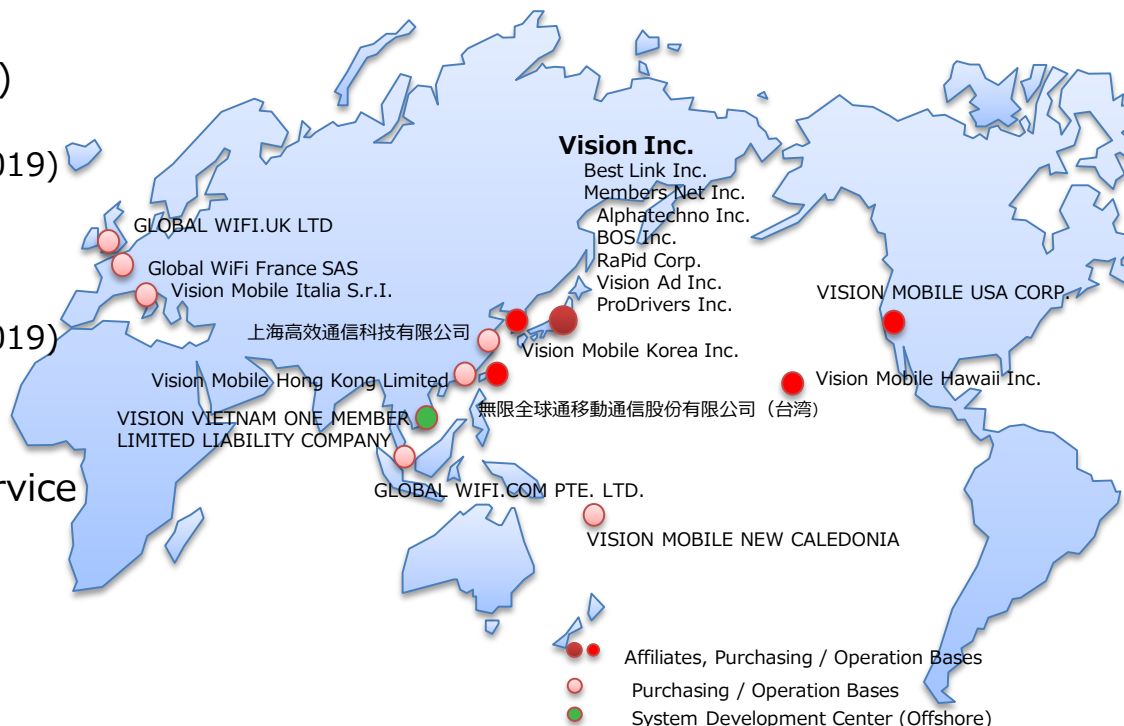 )
019)
019)
rvice
Vision Inc.
Best Link Inc.
Members Net Inc.
Alphatechno Inc.
BOS Inc.
RaPid Corp.
Vision Ad Inc.
ProDrivers Inc.
GLOBAL WIFI.UK LTD
Global WiFi France SAS
Vision Mobile Italia S.r.I.
VISION MOBILE USA CORP.
上海高效通信科技有限公司
Vision Mobile Korea Inc.
Vision Mobile Hong Kong Limited
Vision Mobile Hawaii Inc.
無限全球通移動通信股份有限公司（台湾）
VISION VIETNAM ONE MEMBER
LIMITED LIABILITY COMPANY
GLOBAL WIFI.COM PTE. LTD.
VISION MOBILE NEW CALEDONIA
Affiliates, Purchasing / Operation Bases
Purchasing / Operation Bases
System Development Center (Offshore)